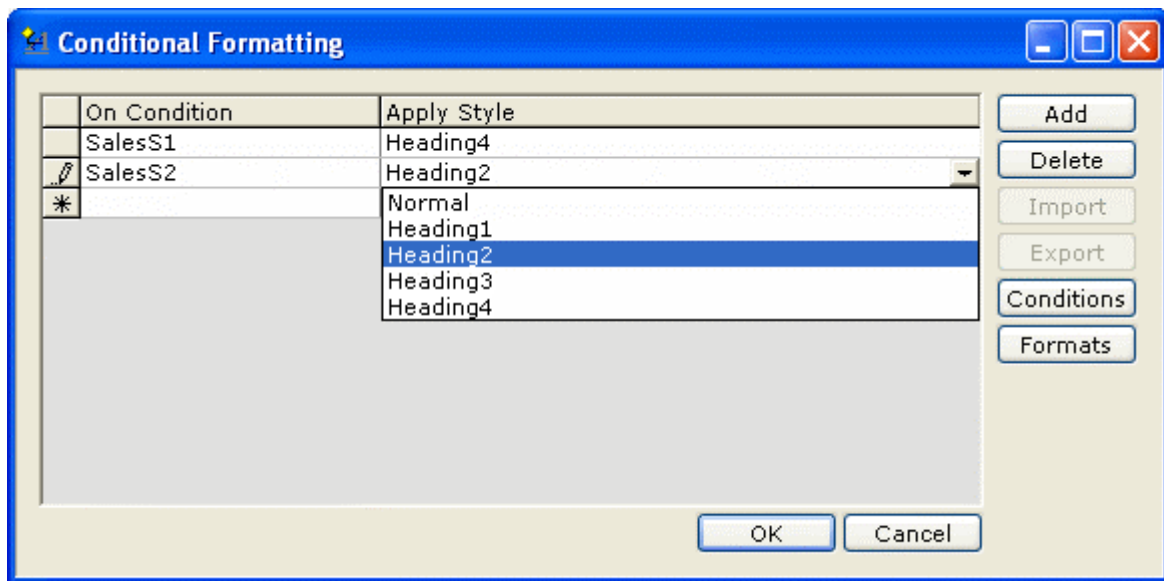 Conditional Formatting
On Condition Apply Style
SalesS1 Heading4
SalesS2 Heading2
Normal
Heading1
Heading2
Heading3
Heading4
Add
Delete
Import
Export
Conditions
Formats
OK Cancel